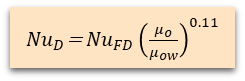 Nu_D = Nu_FD (μ_o / μ_ow)^0.11